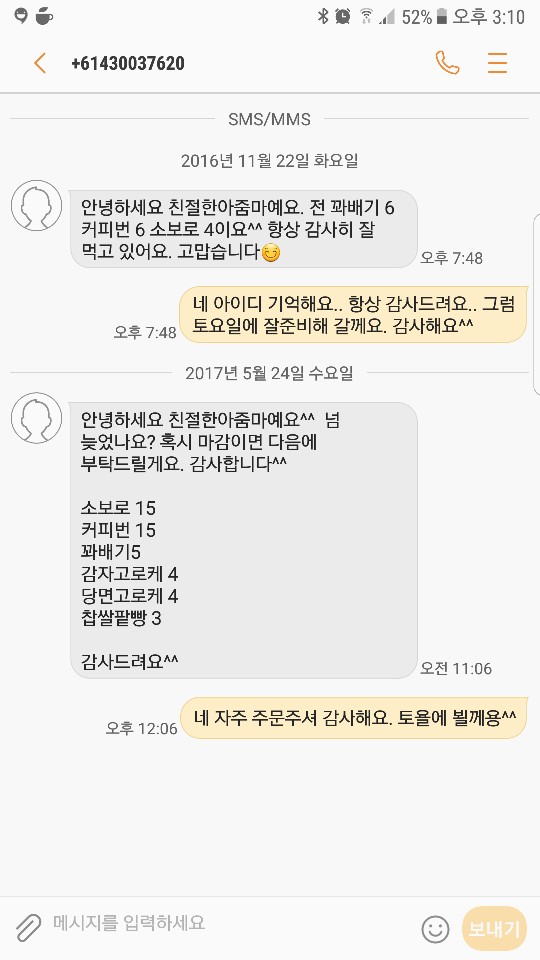 52% 오후 3:10
+61430037620
SMS/MMS
2016년 11월 22일 화요일
안녕하세요 친절한아줌마예요. 전 꽈배기 6
커피번 6 소보로 4이요^^ 항상 감사히 잘
먹고 있어요. 고맙습니다😊
오후 7:48
네 아이디 기억해요.. 항상 감사드려요.. 그럼
토요일에 잘준비해 갈께요. 감사해요^^
오후 7:48
2017년 5월 24일 수요일
안녕하세요 친절한아줌마예요^^ 넘
늦었나요? 혹시 마감이면 다음에
부탁드릴게요. 감사합니다^^
소보로 15
커피번 15
꽈배기5
감자고로케 4
당면고로케 4
찹쌀팥빵 3
감사드려요^^
오전 11:06
네 자주 주문주셔 감사해요. 토욜에 뵐께용^^
오후 12:06
메시지를 입력하세요
보내기